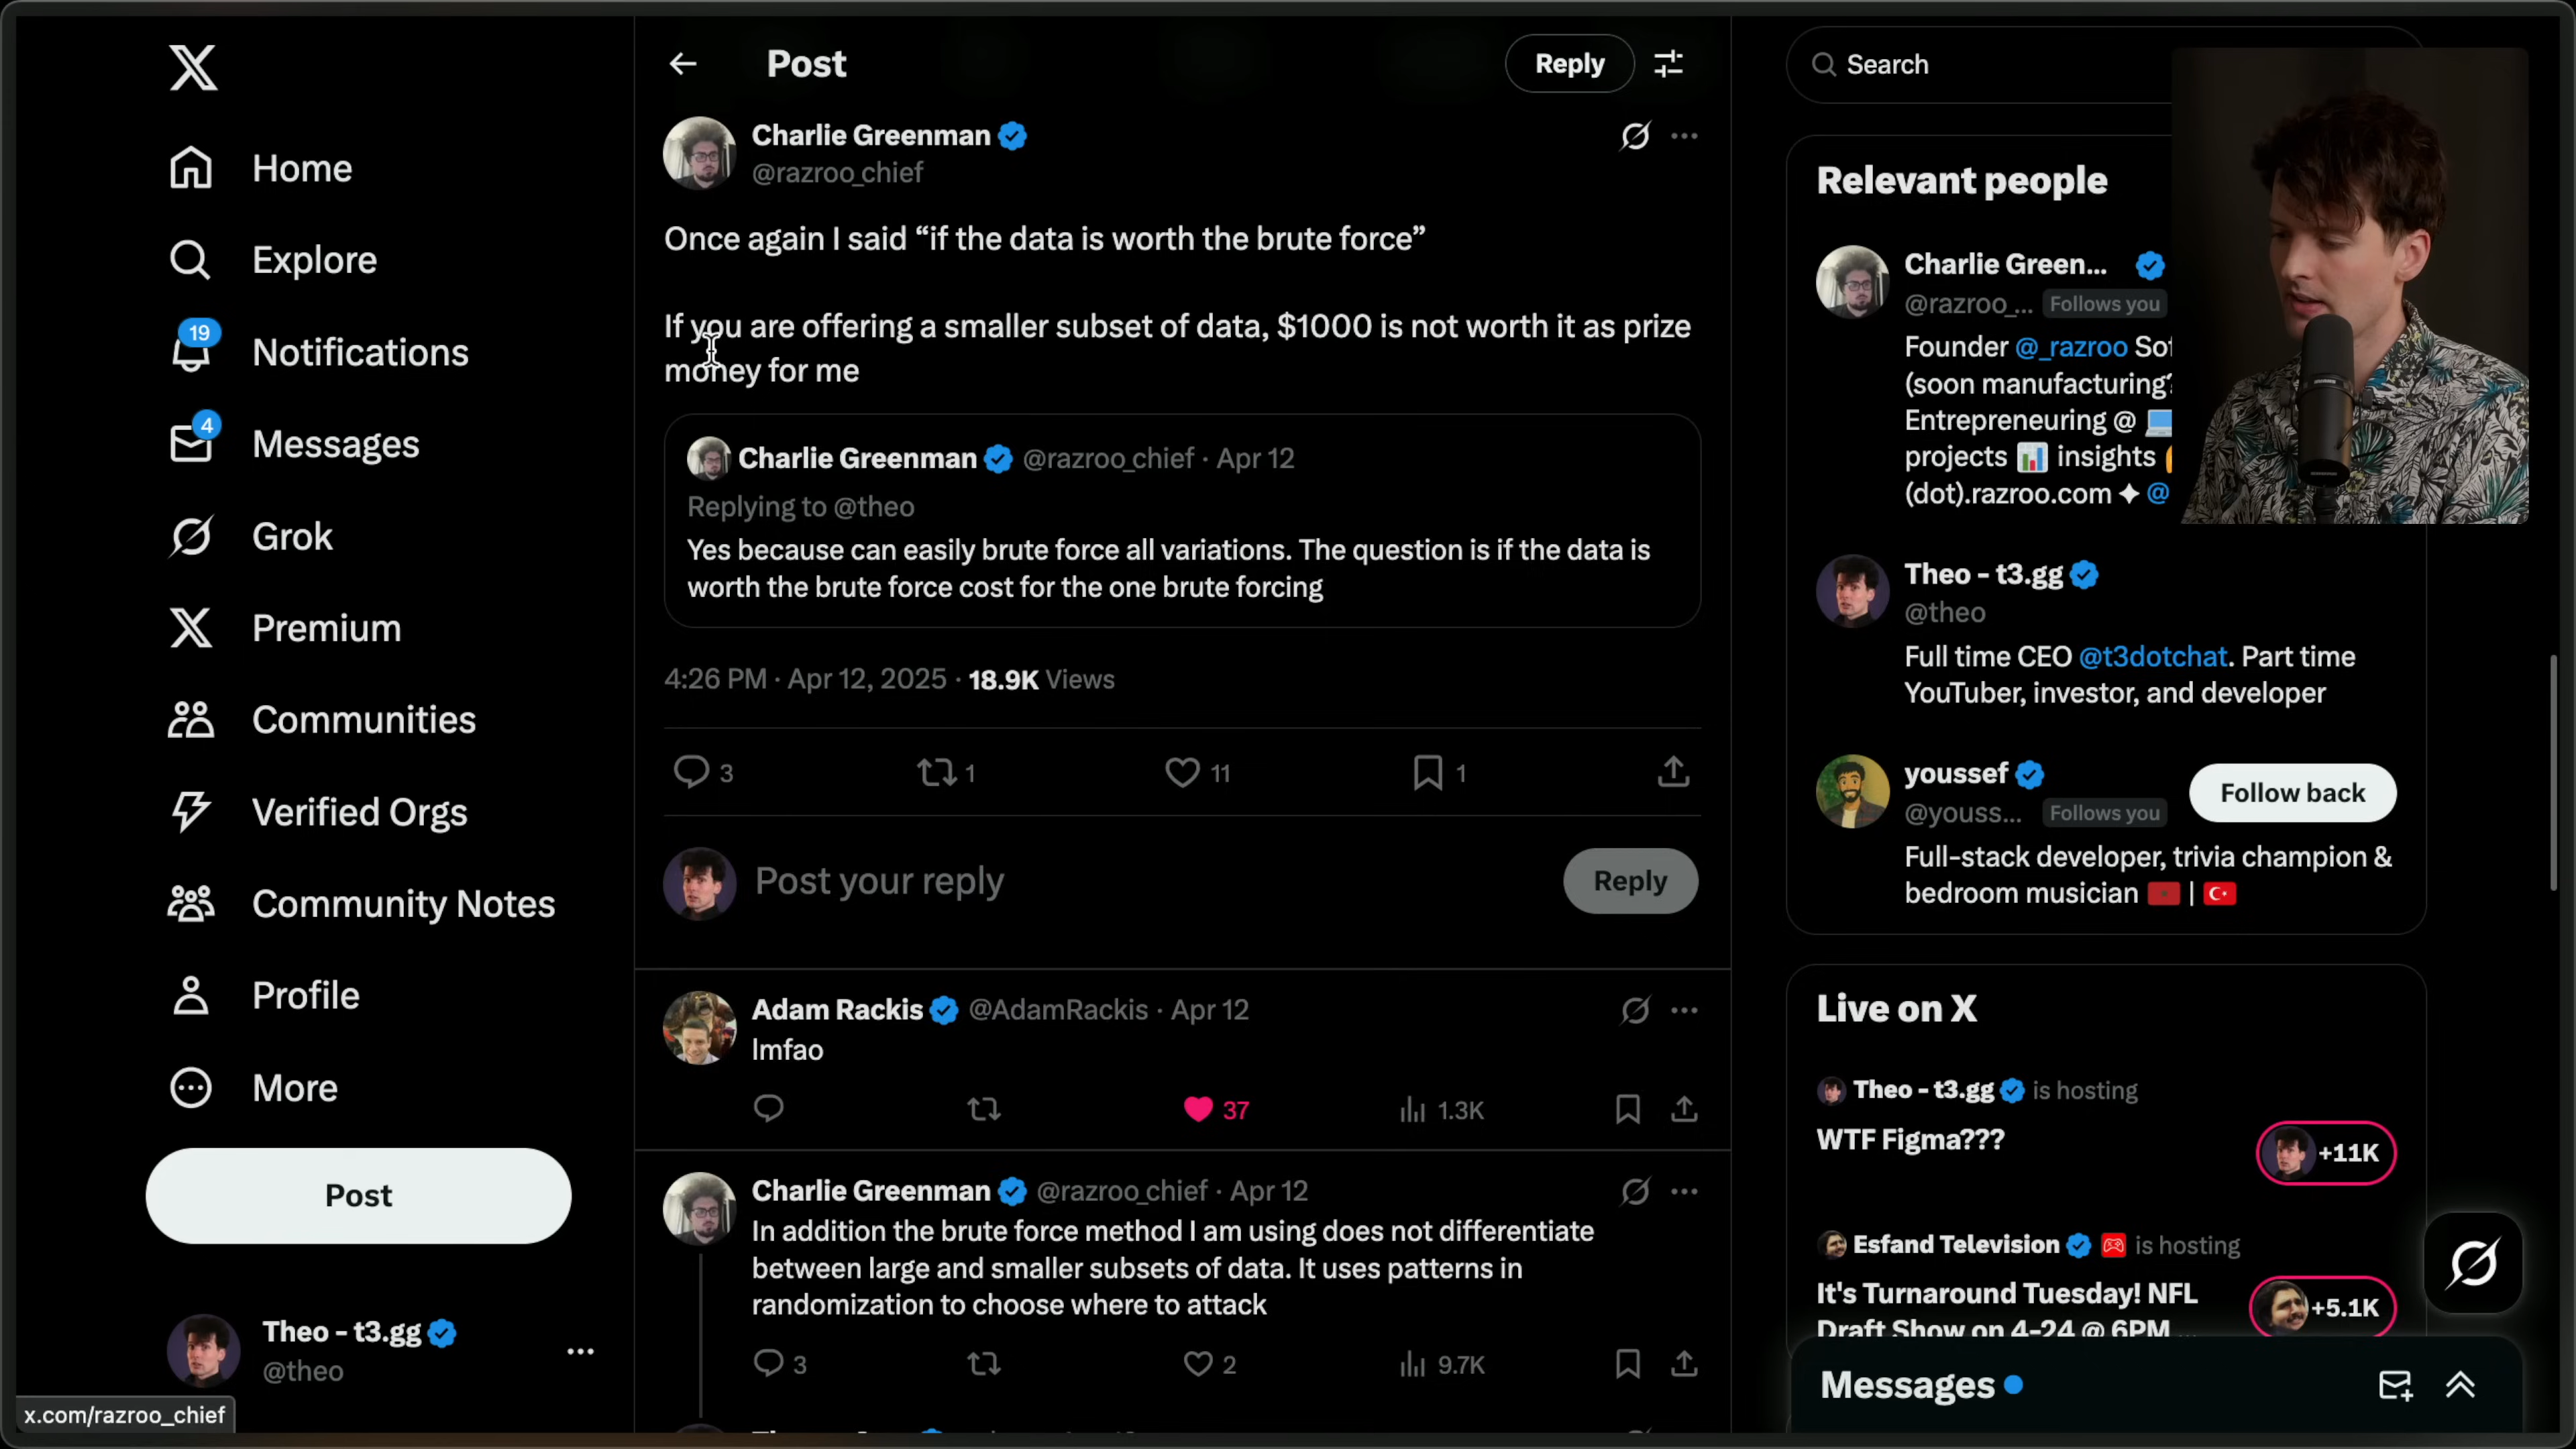 Home
Explore
19
Notifications
4
Messages
Grok
Premium
Communities
Verified Orgs
Community Notes
Profile
More
Post
Theo - t3.gg
@theo
x.com/razroo_chief
Post
Reply
Charlie Greenman
@razroo_chief
Once again I said “if the data is worth the brute force”
If you are offering a smaller subset of data, $1000 is not worth it as prize
money for me
Charlie Greenman @razroo_chief · Apr 12
Replying to @theo
Yes because can easily brute force all variations. The question is if the data is
worth the brute force cost for the one brute forcing
4:26 PM · Apr 12, 2025 · 18.9K Views
3 1 11 1
Post your reply
Reply
Adam Rackis @AdamRackis · Apr 12
lmfao
37 1.3K
Charlie Greenman @razroo_chief · Apr 12
In addition the brute force method I am using does not differentiate
between large and smaller subsets of data. It uses patterns in
randomization to choose where to attack
3 2 9.7K
Search
Relevant people
Charlie Green...
@razroo_... Follows you
Founder @_razroo
(soon manufacturing?
Entrepreneuring @
projects insights
(dot).razroo.com ✦ @
Theo - t3.gg
@theo
Full time CEO @t3dotchat. Part time
YouTuber, investor, and developer
youssef
@youss... Follows you
Follow back
Full-stack developer, trivia champion &
bedroom musician |
Live on X
Theo - t3.gg is hosting
WTF Figma???
+11K
Esfand Television is hosting
It's Turnaround Tuesday! NFL
Draft Show on 4-24 @ 6PM
+5.1K
Messages